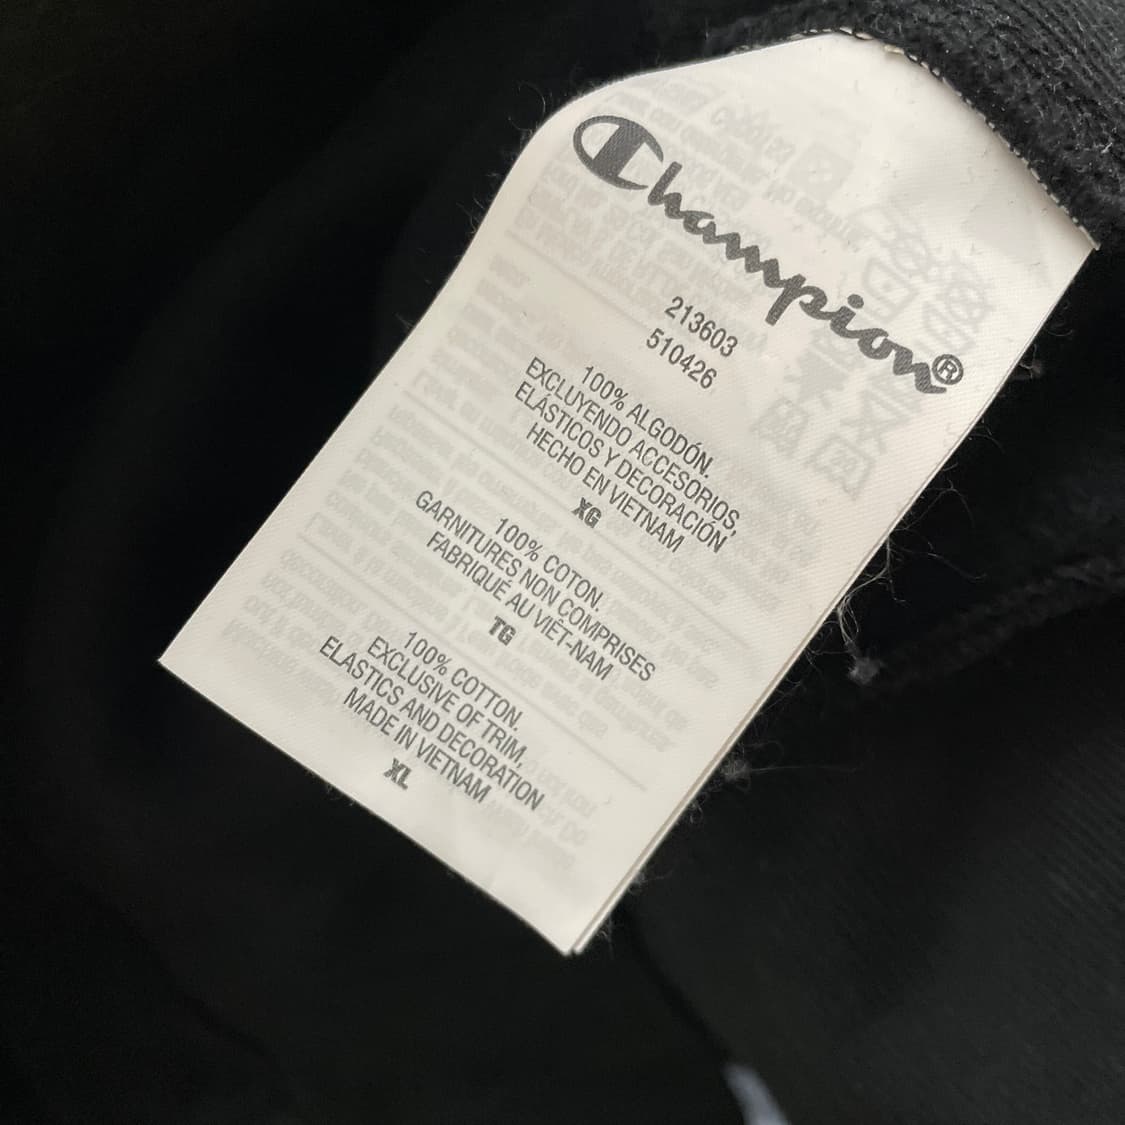 Champion®
213603
510426
100% ALGODÓN.
EXCLUYENDO ACCESORIOS,
ELÁSTICOS Y DECORACIÓN
HECHO EN VIETNAM
XG
100% COTON.
GARNITURES NON COMPRISES
FABRIQUÉ AU VIÊT-NAM
TG
100% COTTON.
EXCLUSIVE OF TRIM,
ELASTICS AND DECORATION
MADE IN VIETNAM
XL